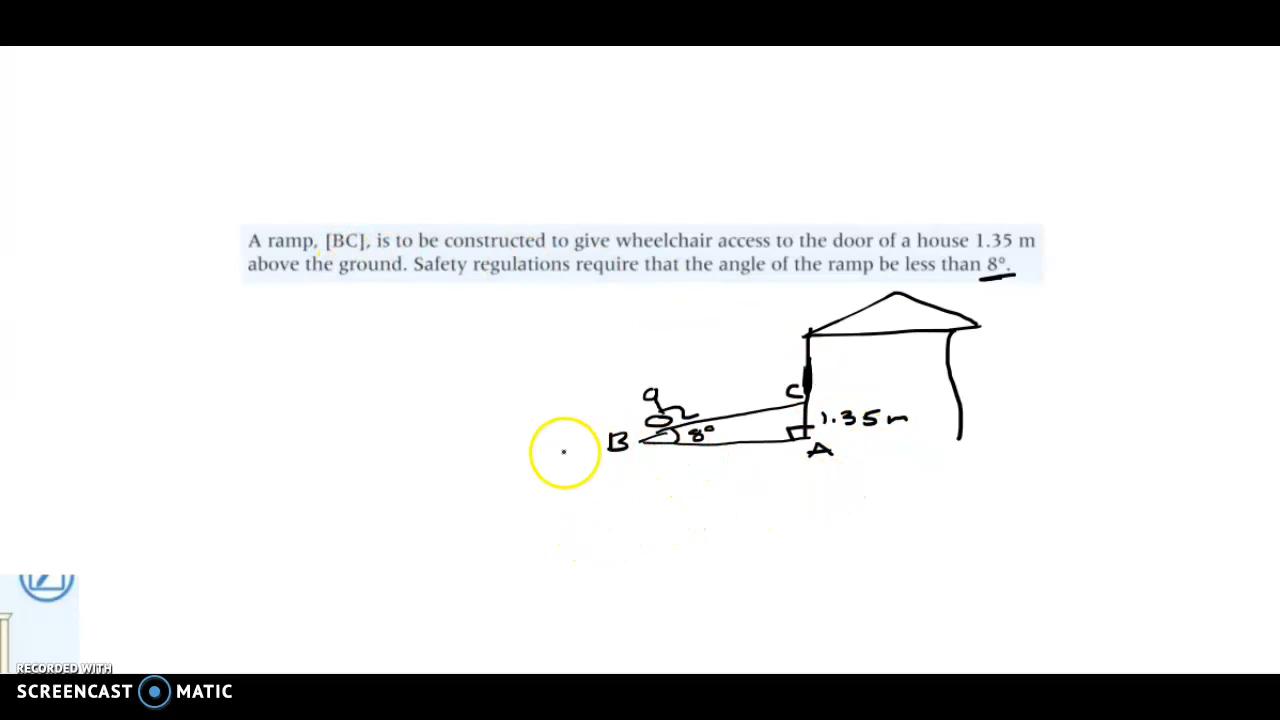 A ramp, [BC], is to be constructed to give wheelchair access to the door of a house 1.35 m
above the ground. Safety regulations require that the angle of the ramp be less than 8°.
C
1.35m
B
8°
A
RECORDED WITH
SCREENCAST MATIC